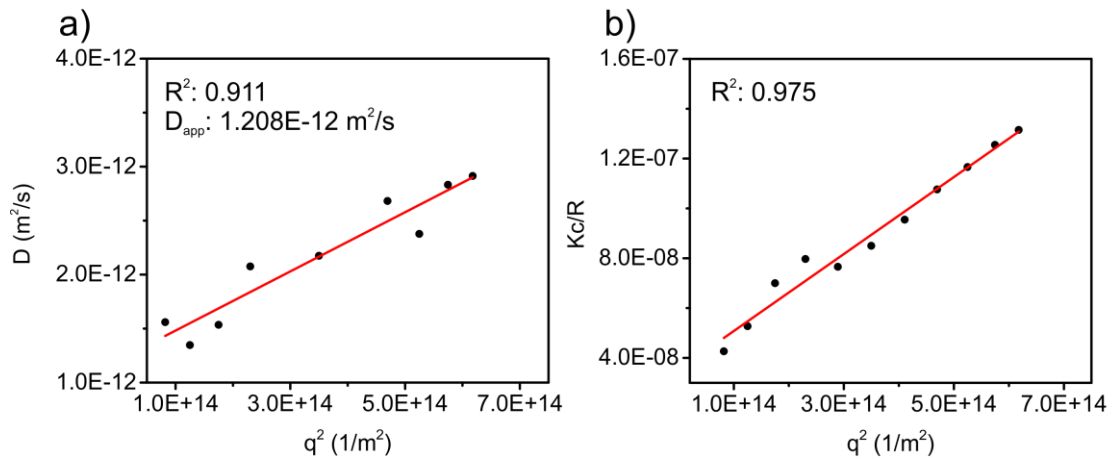 a)
4.0E-12
3.0E-12
2.0E-12
1.0E-12
D (m²/s)
R²: 0.911
D_app: 1.208E-12 m²/s
1.0E+14 3.0E+14 5.0E+14 7.0E+14
q² (1/m²)
b)
1.6E-07
1.2E-07
8.0E-08
4.0E-08
Kc/R
R²: 0.975
1.0E+14 3.0E+14 5.0E+14 7.0E+14
q² (1/m²)